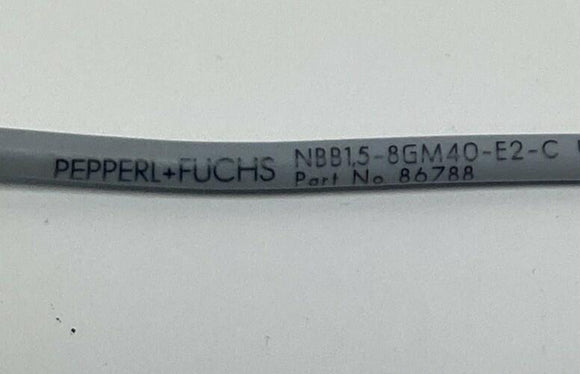 PEPPERL+FUCHS NBB1,5-8GM40-E2-C
Part No 86788